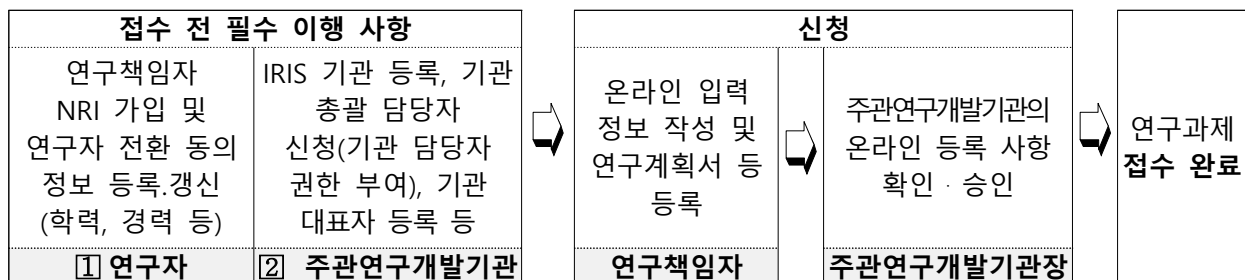 접수 전 필수 이행 사항
연구책임자
NRI 가입 및
연구자 전환 동의
정보 등록.갱신
(학력, 경력 등)
1 연구자
IRIS 기관 등록, 기관
총괄 담당자
신청(기관 담당자
권한 부여), 기관
대표자 등록 등
2 주관연구개발기관
신청
온라인 입력
정보 작성 및
연구계획서 등
등록
연구책임자
주관연구개발기관의
온라인 등록 사항
확인 · 승인
주관연구개발기관장
연구과제
접수 완료